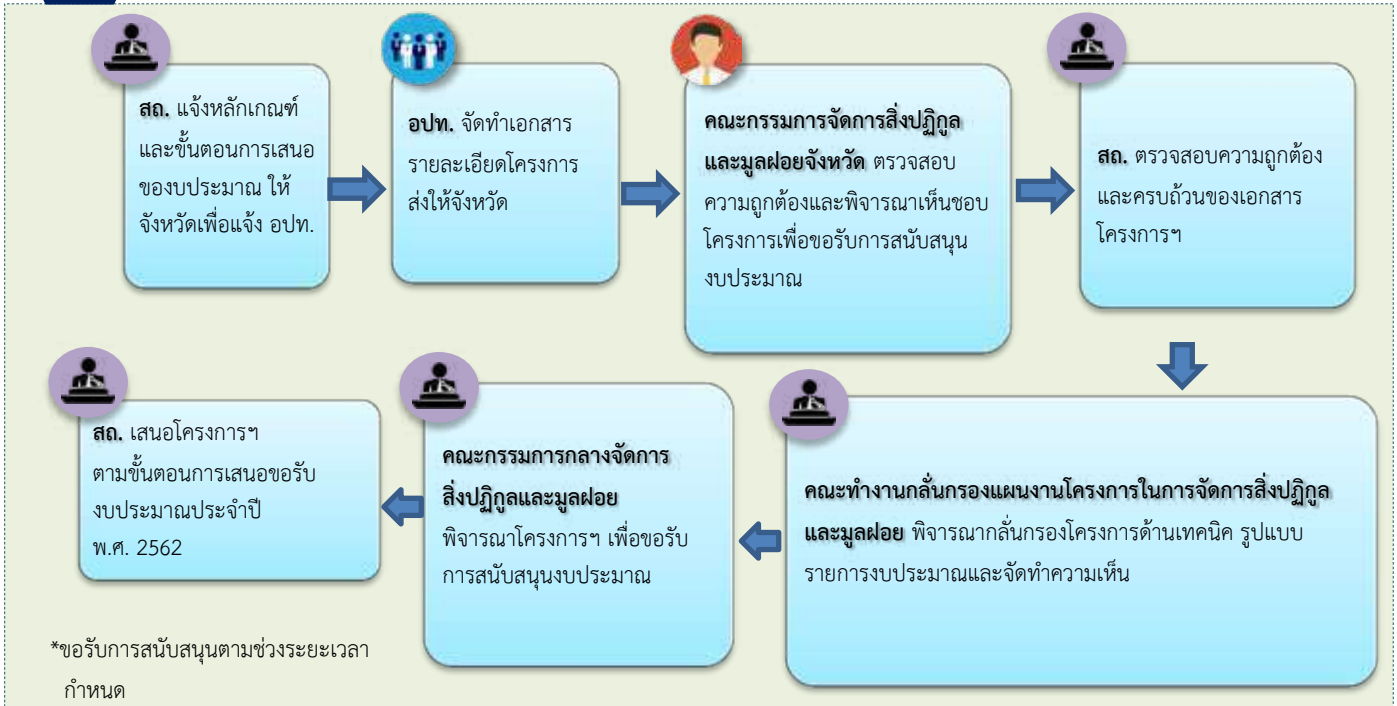 สถ. แจ้งหลักเกณฑ์
และขั้นตอนการเสนอ
ของบประมาณ ให้
จังหวัดเพื่อแจ้ง อปท.
อปท. จัดทำเอกสาร
รายละเอียดโครงการ
ส่งให้จังหวัด
คณะกรรมการจัดการสิ่งปฏิกูล
และมูลฝอยจังหวัด ตรวจสอบ
ความถูกต้องและพิจารณาเห็นชอบ
โครงการเพื่อขอรับการสนับสนุน
งบประมาณ
สถ. ตรวจสอบความถูกต้อง
และครบถ้วนของเอกสาร
โครงการฯ
คณะทำงานกลั่นกรองแผนงานโครงการในการจัดการสิ่งปฏิกูล
และมูลฝอย พิจารณากลั่นกรองโครงการด้านเทคนิค รูปแบบ
รายการงบประมาณและจัดทำความเห็น
คณะกรรมการกลางจัดการ
สิ่งปฏิกูลและมูลฝอย
พิจารณาโครงการฯ เพื่อขอรับ
การสนับสนุนงบประมาณ
สถ. เสนอโครงการฯ
ตามขั้นตอนการเสนอขอรับ
งบประมาณประจำปี
พ.ศ. 2562
*ขอรับการสนับสนุนตามช่วงระยะเวลา
กำหนด